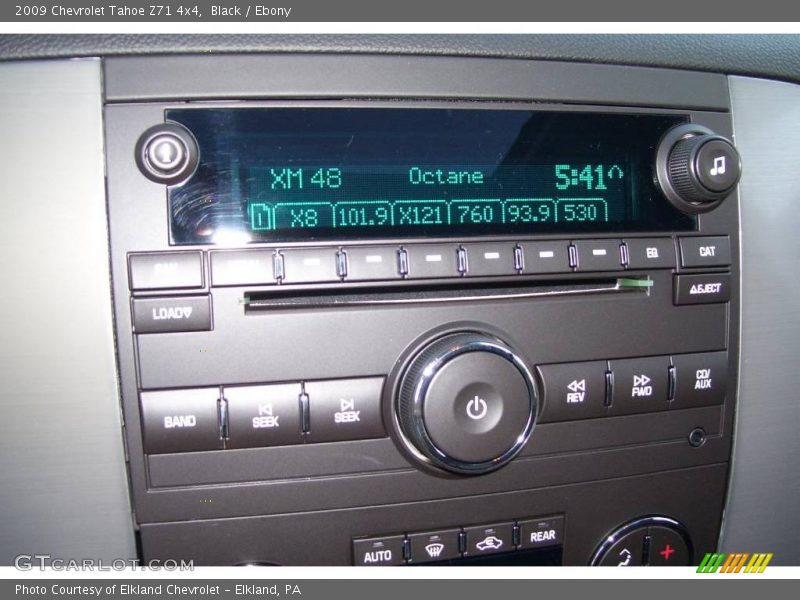 2009 Chevrolet Tahoe Z71 4x4, Black / Ebony
XM 48 Octane 5:41^
1 X8 101.9 X121 760 93.9 530
CAT
LOAD▼
EJECT
BAND
SEEK
SEEK
REV
FWD
CD/
AUX
AUTO
REAR
GTcarlot.com
Photo Courtesy of Elkland Chevrolet - Elkland, PA